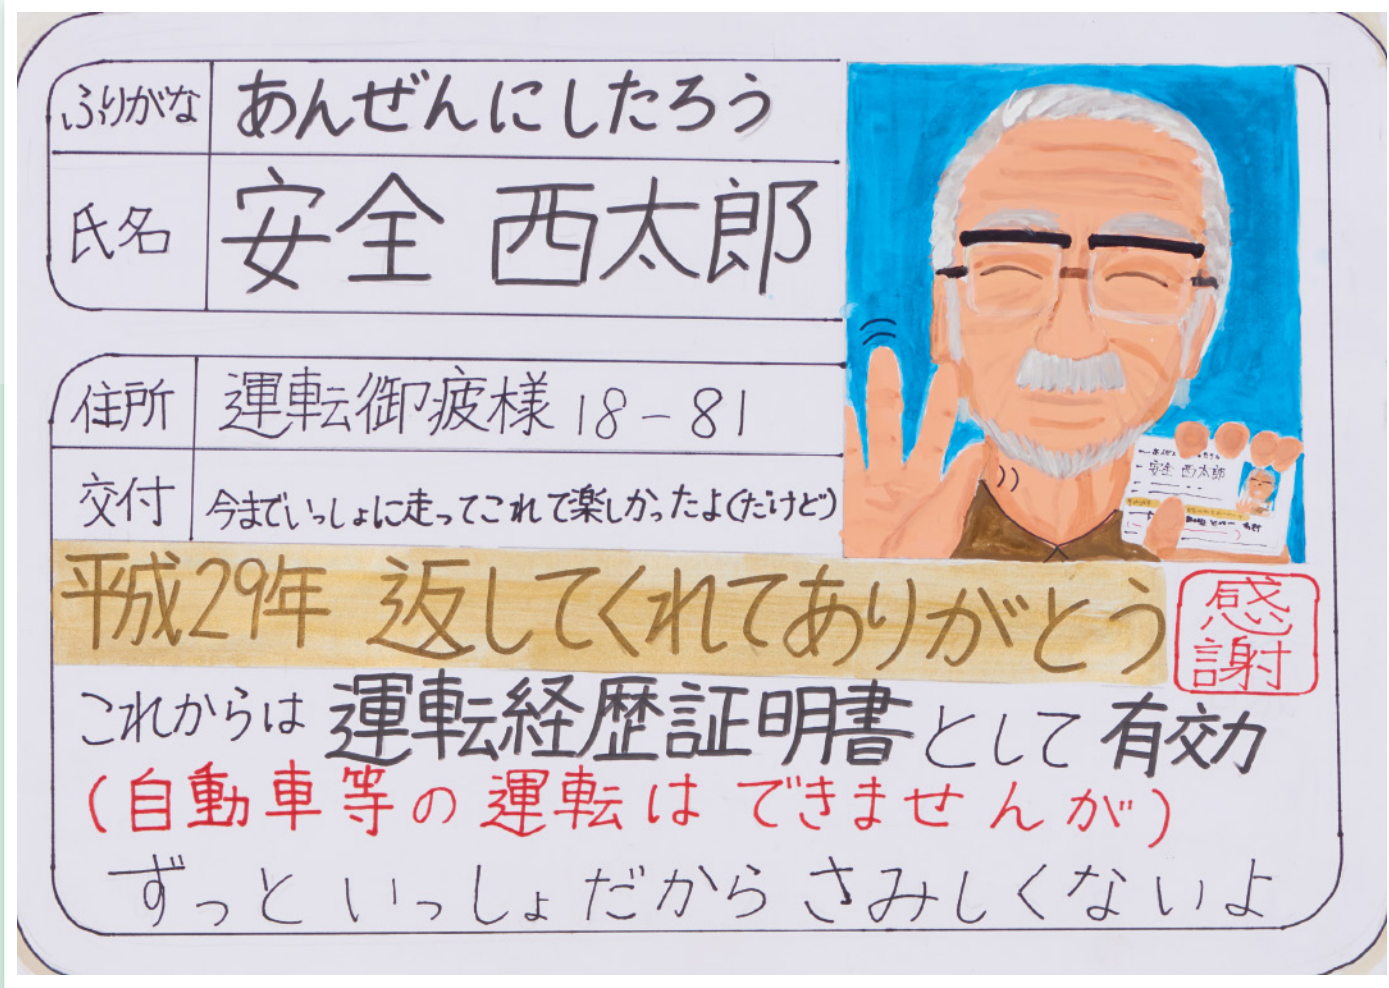 ふりがな あんぜんにしたろう
氏名 安全 西太郎
住所 運転御疲様 18-81
交付 今までいっしょに走ってこれて楽しかったよ(だけど)
平成29年 返してくれてありがとう
感謝
これからは 運転経歴証明書 として 有効
(自動車等の運転は できませんが)
ずっと いっしょ だから さみしくないよ
安全 西太郎